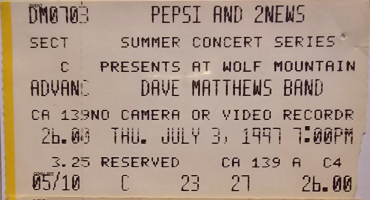 DM0703 PEPSI AND 2NEWS
SECT SUMMER CONCERT SERIES
C PRESENTS AT WOLF MOUNTAIN
ADVANC DAVE MATTHEWS BAND
CA 139 NO CAMERA OR VIDEO RECORDR
26.00 THU. JULY 3, 1997 7:00PM
3.25 RESERVED CA 139 A C4
05/10 C 23 27 26.00